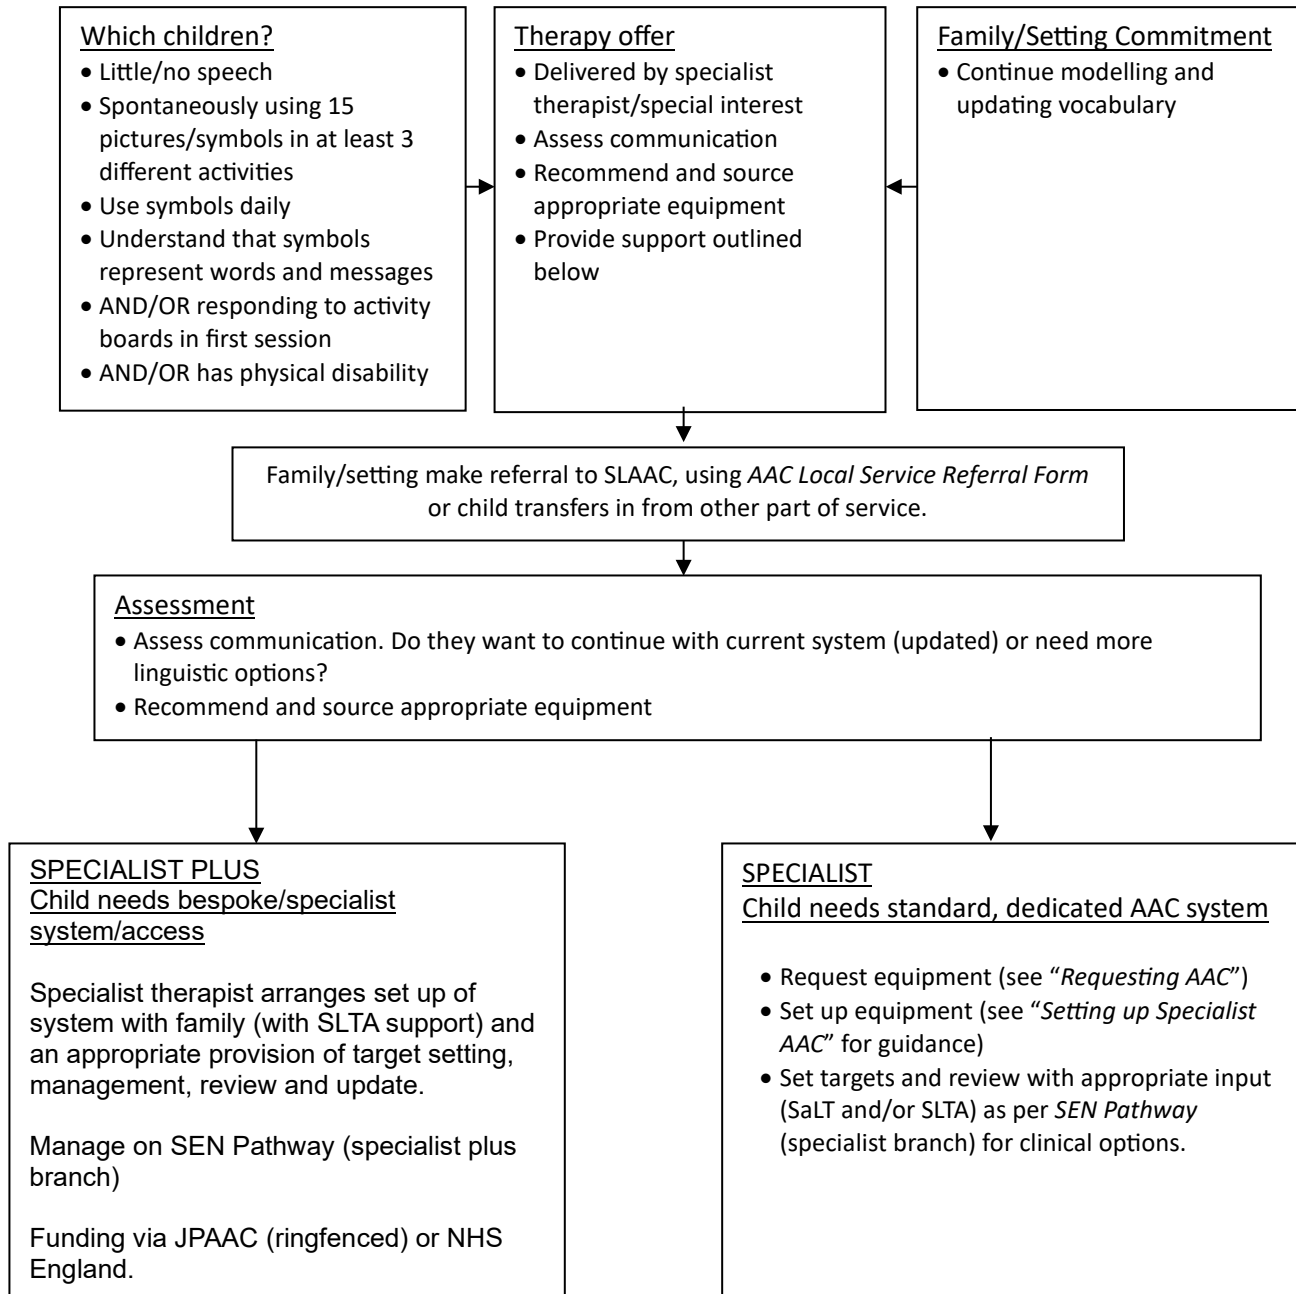 Which children?
• Little/no speech
• Spontaneously using 15
pictures/symbols in at least 3
different activities
• Use symbols daily
• Understand that symbols
represent words and messages
• AND/OR responding to activity
boards in first session
• AND/OR has physical disability
Therapy offer
• Delivered by specialist
therapist/special interest
• Assess communication
• Recommend and source
appropriate equipment
• Provide support outlined
below
Family/Setting Commitment
• Continue modelling and
updating vocabulary
Family/setting make referral to SLAAC, using AAC Local Service Referral Form
or child transfers in from other part of service.
Assessment
• Assess communication. Do they want to continue with current system (updated) or need more
linguistic options?
• Recommend and source appropriate equipment
SPECIALIST PLUS
Child needs bespoke/specialist
system/access
Specialist therapist arranges set up of
system with family (with SLTA support) and
an appropriate provision of target setting,
management, review and update.
Manage on SEN Pathway (specialist plus
branch)
Funding via JPAAC (ringfenced) or NHS
England.
SPECIALIST
Child needs standard, dedicated AAC system
• Request equipment (see “Requesting AAC”)
• Set up equipment (see “Setting up Specialist
AAC” for guidance)
• Set targets and review with appropriate input
(SaLT and/or SLTA) as per SEN Pathway
(specialist branch) for clinical options.